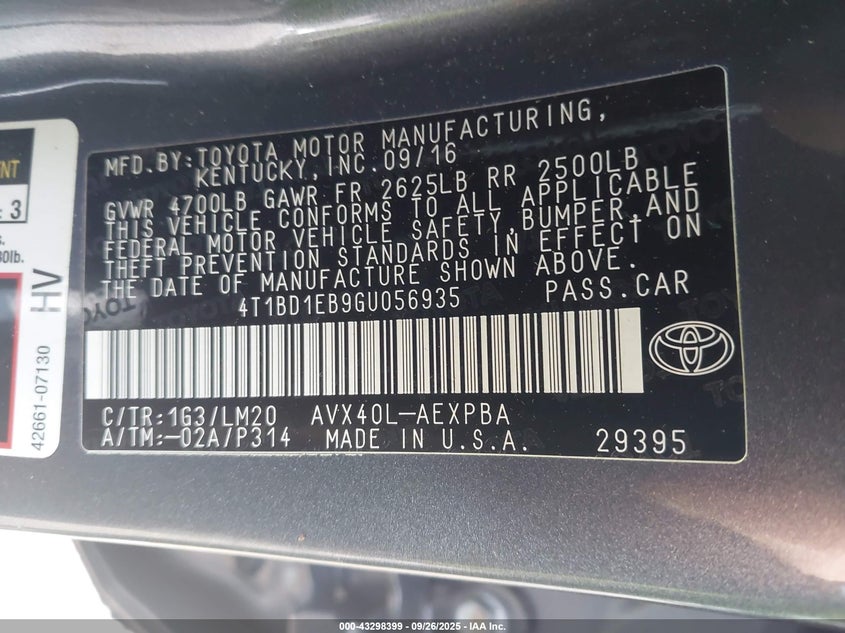 MFD.BY:TOYOTA MOTOR MANUFACTURING,
KENTUCKY,INC.09/16
GVWR 4700LB GAWR FR 2625LB RR 2500LB
THIS VEHICLE CONFORMS TO ALL APPLICABLE
FEDERAL MOTOR VEHICLE SAFETY,BUMPER,AND
THEFT PREVENTION STANDARDS IN EFFECT ON
THE DATE OF MANUFACTURE SHOWN ABOVE.
4T1BD1EB9GU056935 PASS.CAR
C/TR:1G3/LM20 AVX40L-AEXPBA
A/TM:-02A/P314 MADE IN U.S.A. 29395
3
HV
42661-07130
000-43298399 - 09/26/2025 - IAA Inc.